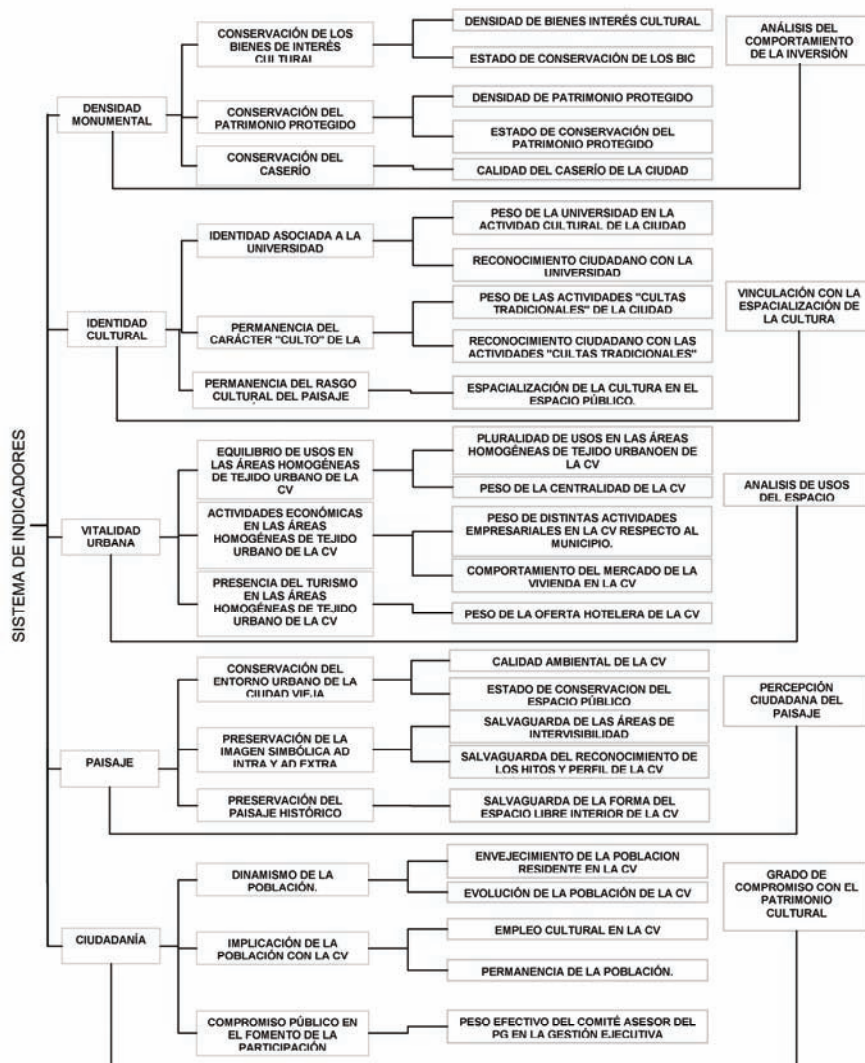 SISTEMA DE INDICADORES
DENSIDAD
MONUMENTAL
CONSERVACIÓN DE LOS
BIENES DE INTERÉS
CULTURAL
DENSIDAD DE BIENES INTERÉS CULTURAL
ESTADO DE CONSERVACIÓN DE LOS BIC
CONSERVACIÓN DEL
PATRIMONIO PROTEGIDO
DENSIDAD DE PATRIMONIO PROTEGIDO
ESTADO DE CONSERVACIÓN DEL
PATRIMONIO PROTEGIDO
CONSERVACIÓN DEL
CASERÍO
CALIDAD DEL CASERÍO DE LA CIUDAD
ANÁLISIS DEL
COMPORTAMIENTO
DE LA INVERSIÓN
IDENTIDAD
CULTURAL
IDENTIDAD ASOCIADA A LA
UNIVERSIDAD
PESO DE LA UNIVERSIDAD EN LA
ACTIVIDAD CULTURAL DE LA CIUDAD
RECONOCIMIENTO CIUDADANO CON LA
UNIVERSIDAD
PERMANENCIA DEL
CARÁCTER "CULTO" DE LA
PESO DE LAS ACTIVIDADES "CULTAS
TRADICIONALES" DE LA CIUDAD
RECONOCIMIENTO CIUDADANO CON LAS
ACTIVIDADES "CULTAS TRADICIONALES"
PERMANENCIA DEL RASGO
CULTURAL DEL PAISAJE
ESPACIALIZACIÓN DE LA CULTURA EN EL
ESPACIO PÚBLICO.
VINCULACIÓN CON LA
ESPACIALIZACIÓN DE
LA CULTURA
VITALIDAD
URBANA
EQUILIBRIO DE USOS EN
LAS ÁREAS HOMOGÉNEAS
DE TEJIDO URBANO DE LA
CV
PLURALIDAD DE USOS EN LAS ÁREAS
HOMOGÉNEAS DE TEJIDO URBANOEN DE
LA CV
PESO DE LA CENTRALIDAD DE LA CV
ACTIVIDADES ECONÓMICAS
EN LAS ÁREAS
HOMOGÉNEAS DE TEJIDO
URBANO DE LA CV
PESO DE DISTINTAS ACTIVIDADES
EMPRESARIALES EN LA CV RESPECTO AL
MUNICIPIO.
COMPORTAMIENTO DEL MERCADO DE LA
VIVIENDA EN LA CV
PRESENCIA DEL TURISMO
EN LAS ÁREAS
HOMOGÉNEAS DE TEJIDO
URBANO DE LA CV
PESO DE LA OFERTA HOTELERA DE LA CV
ANALISIS DE USOS
DEL ESPACIO
PAISAJE
CONSERVACIÓN DEL
ENTORNO URBANO DE LA
CIUDAD VIEJA
CALIDAD AMBIENTAL DE LA CV
ESTADO DE CONSERVACION DEL
ESPACIO PÚBLICO
PRESERVACIÓN DE LA
IMAGEN SIMBÓLICA AD
INTRA Y AD EXTRA
SALVAGUARDA DE LAS ÁREAS DE
INTERVISIBILIDAD
SALVAGUARDA DEL RECONOCIMIENTO DE
LOS HITOS Y PERFIL DE LA CV
PRESERVACIÓN DEL
PAISAJE HISTÓRICO
SALVAGUARDA DE LA FORMA DEL
ESPACIO LIBRE INTERIOR DE LA CV
PERCEPCIÓN
CIUDADANA DEL
PAISAJE
CIUDADANÍA
DINAMISMO DE LA
POBLACIÓN.
ENVEJECIMIENTO DE LA POBLACION
RESIDENTE EN LA CV
EVOLUCIÓN DE LA POBLACIÓN DE LA CV
IMPLICACIÓN DE LA
POBLACIÓN CON LA CV
EMPLEO CULTURAL EN LA CV
PERMANENCIA DE LA POBLACIÓN.
COMPROMISO PÚBLICO EN
EL FOMENTO DE LA
PARTICIPACIÓN
PESO EFECTIVO DEL COMITÉ ASESOR DEL
PG EN LA GESTIÓN EJECUTIVA
GRADO DE
COMPROMISO CON EL
PATRIMONIO
CULTURAL